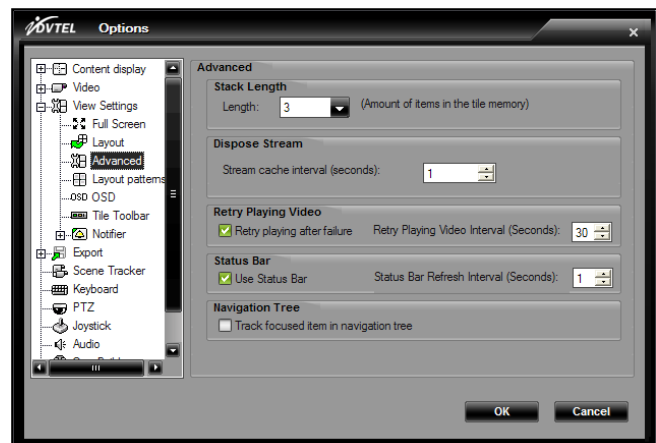 DVTEL Options
Content display
Video
View Settings
Full Screen
Layout
Advanced
Layout patterns
OSD OSD
Tile Toolbar
Notifier
Export
Scene Tracker
Keyboard
PTZ
Joystick
Audio
Advanced
Stack Length
Length: 3 (Amount of items in the tile memory)
Dispose Stream
Stream cache interval (seconds): 1
Retry Playing Video
Retry playing after failure Retry Playing Video Interval (Seconds): 30
Status Bar
Use Status Bar Status Bar Refresh Interval (Seconds): 1
Navigation Tree
Track focused item in navigation tree
OK Cancel